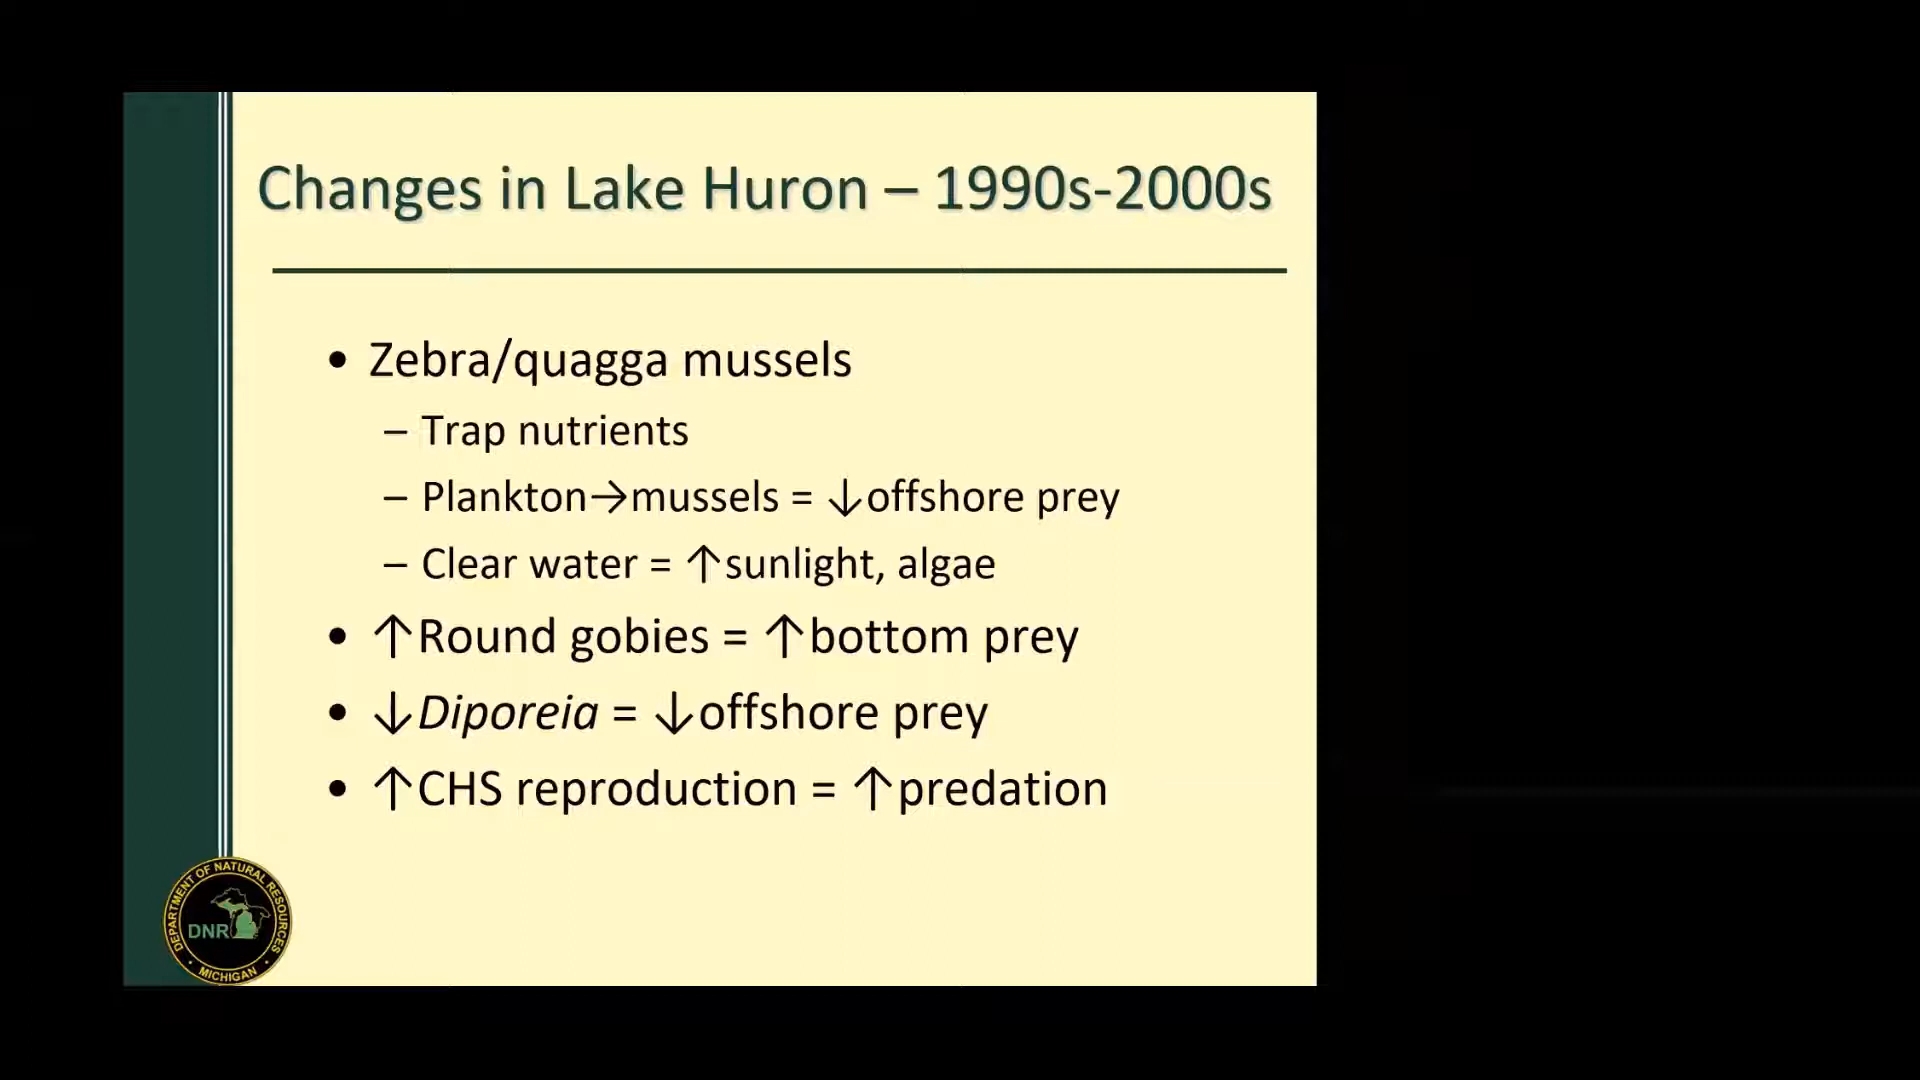 Changes in Lake Huron – 1990s-2000s
• Zebra/quagga mussels
– Trap nutrients
– Plankton→mussels = ↓offshore prey
– Clear water = ↑sunlight, algae
• ↑Round gobies = ↑bottom prey
• ↓Diporeia = ↓offshore prey
• ↑CHS reproduction = ↑predation
DEPARTMENT OF NATURAL RESOURCES
DNR
MICHIGAN